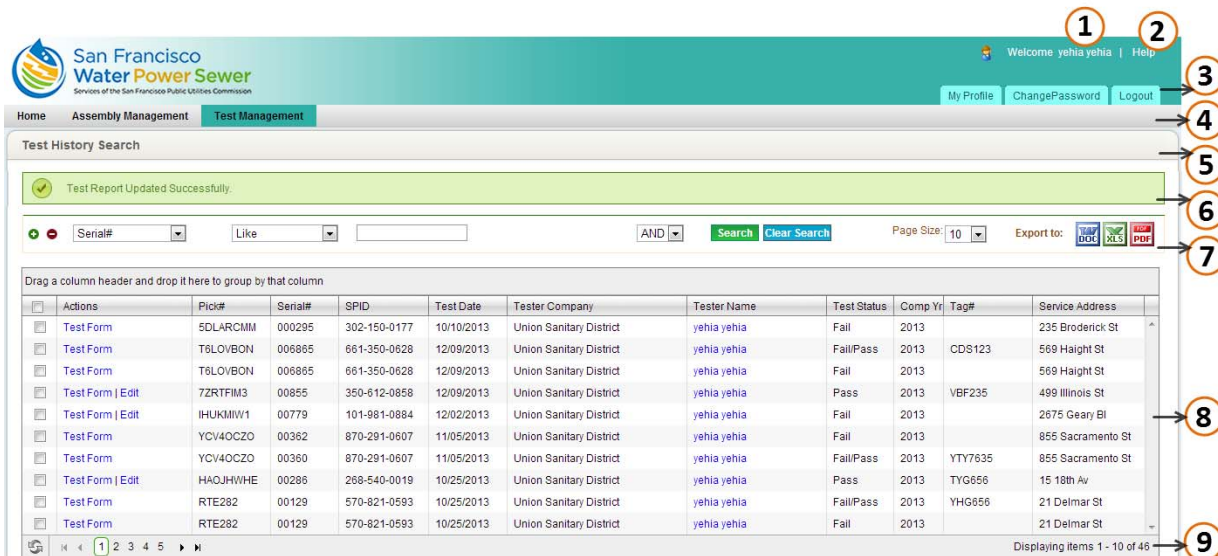 1
2
San Francisco
Water Power Sewer
Services of the San Francisco Public Utilities Commission
Welcome yehia yehia | Help
3
My Profile ChangePassword Logout
Home Assembly Management Test Management
4
Test History Search
5
Test Report Updated Successfully.
6
Serial# Like AND Search Clear Search Page Size: 10 Export to: DOC XLS PDF
7
Drag a column header and drop it here to group by that column
Actions Pick# Serial# SPID Test Date Tester Company Tester Name Test Status Comp Yr Tag# Service Address
Test Form 5DLARCMM 000295 302-150-0177 10/10/2013 Union Sanitary District yehia yehia Fail 2013 235 Broderick St
Test Form T6LOVBON 006865 661-350-0628 12/09/2013 Union Sanitary District yehia yehia Fail/Pass 2013 CDS123 569 Haight St
Test Form T6LOVBON 006865 661-350-0628 12/09/2013 Union Sanitary District yehia yehia Fail 2013 569 Haight St
Test Form | Edit 7ZRTFIM3 00855 350-612-0858 12/09/2013 Union Sanitary District yehia yehia Pass 2013 VBF235 499 Illinois St
Test Form | Edit IHUKMIW1 00779 101-981-0884 12/02/2013 Union Sanitary District yehia yehia Fail 2013 2675 Geary Bl
8
Test Form YCV4OCZO 00362 870-291-0607 11/05/2013 Union Sanitary District yehia yehia Fail 2013 855 Sacramento St
Test Form YCV4OCZO 00360 870-291-0607 11/05/2013 Union Sanitary District yehia yehia Fail/Pass 2013 YTY7635 855 Sacramento St
Test Form | Edit HAOJHWHE 00286 268-540-0019 10/25/2013 Union Sanitary District yehia yehia Pass 2013 TYG656 15 18th Av
Test Form RTE282 00129 570-821-0593 10/25/2013 Union Sanitary District yehia yehia Fail/Pass 2013 YHG656 21 Delmar St
Test Form RTE282 00129 570-821-0593 10/25/2013 Union Sanitary District yehia yehia Fail 2013 21 Delmar St
1 2 3 4 5 Displaying items 1 - 10 of 46
9